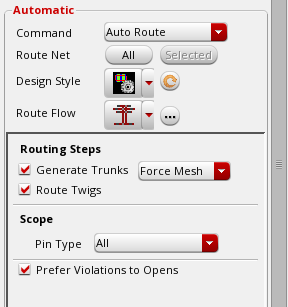 Automatic
Command Auto Route
Route Net All Selected
Design Style
Route Flow ...
Routing Steps
Generate Trunks Force Mesh
Route Twigs
Scope
Pin Type All
Prefer Violations to Opens